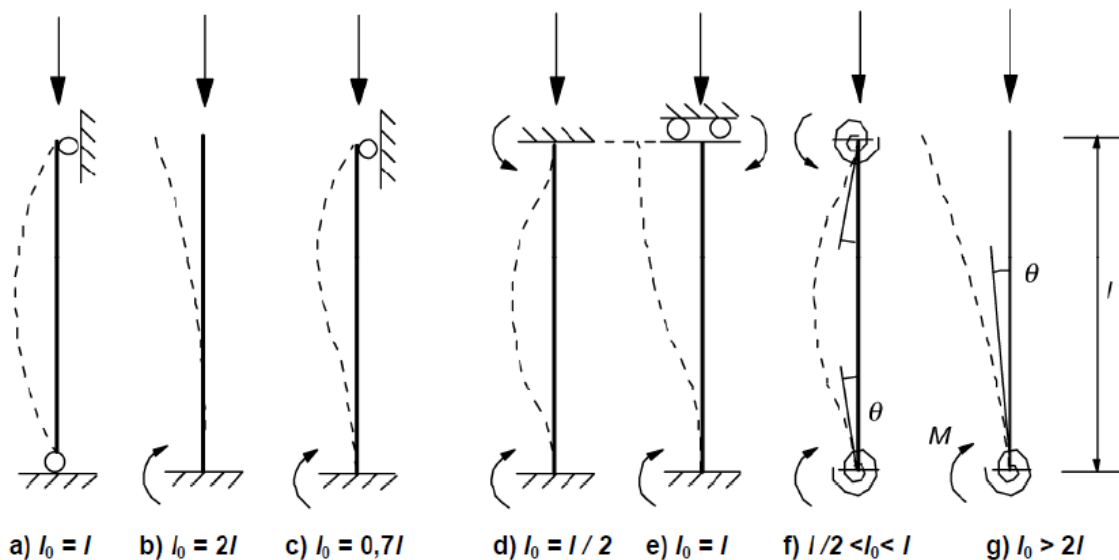 θ
l
θ
M
a) l₀ = l b) l₀ = 2l c) l₀ = 0,7l d) l₀ = l / 2 e) l₀ = l f) l /2 <l₀< l g) l₀ > 2l